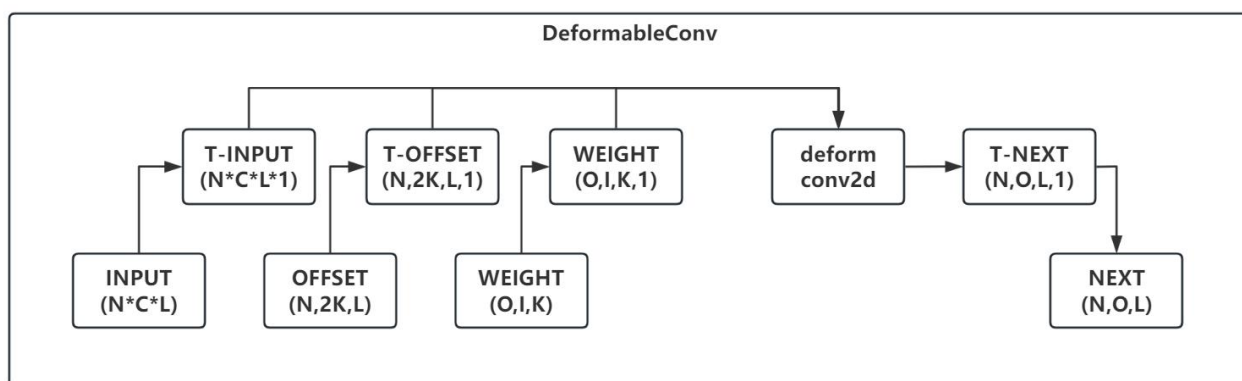 DeformableConv
T-INPUT
(N*C*L*1)
T-OFFSET
(N,2K,L,1)
WEIGHT
(O,I,K,1)
deform
conv2d
T-NEXT
(N,O,L,1)
INPUT
(N*C*L)
OFFSET
(N,2K,L)
WEIGHT
(O,I,K)
NEXT
(N,O,L)